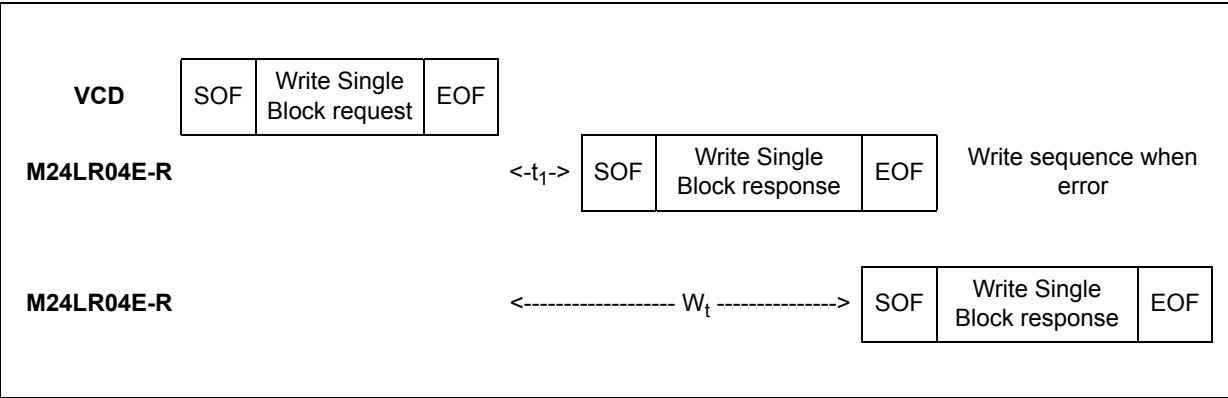 VCD SOF Write Single Block request EOF
M24LR04E-R <-t1-> SOF Write Single Block response EOF Write sequence when error
M24LR04E-R <------------------- Wt ---------------> SOF Write Single Block response EOF